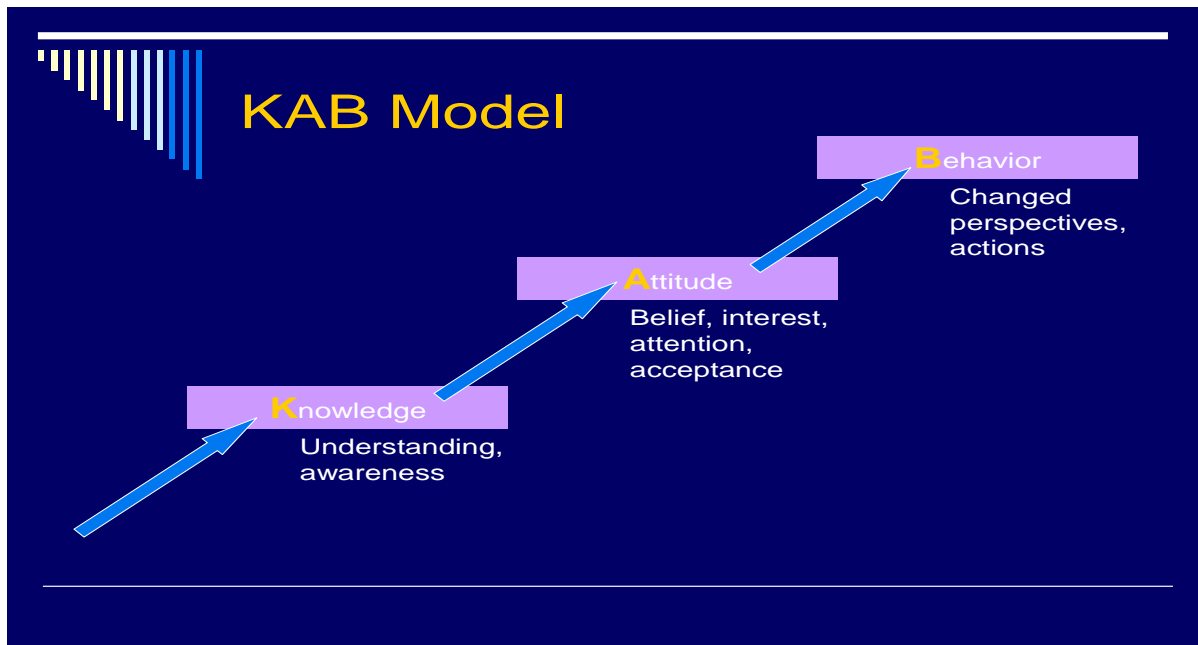 KAB Model
Behavior
Changed
perspectives,
actions
Attitude
Belief, interest,
attention,
acceptance
Knowledge
Understanding,
awareness